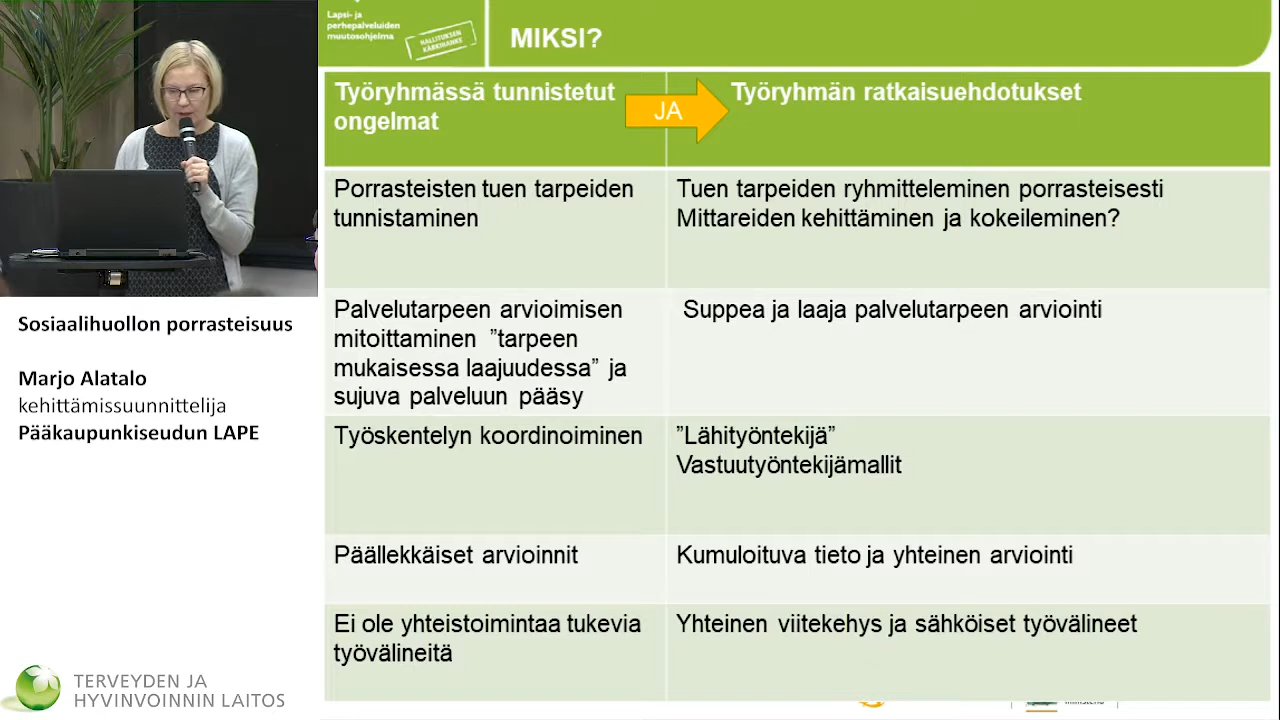 Lapsi- ja
perhepalveluiden
muutosohjelma
HALLITUKSEN
KÄRKIHANKE
MIKSI?
Työryhmässä tunnistetut
ongelmat
JA
Työryhmän ratkaisuehdotukset
Porrasteisten tuen tarpeiden
tunnistaminen
Tuen tarpeiden ryhmitteleminen porrasteisesti
Mittareiden kehittäminen ja kokeileminen?
Palvelutarpeen arvioimisen
mitoittaminen ”tarpeen
mukaisessa laajuudessa” ja
sujuva palveluun pääsy
Suppea ja laaja palvelutarpeen arviointi
Työskentelyn koordinoiminen
”Lähityöntekijä”
Vastuutyöntekijämallit
Päällekkäiset arvioinnit
Kumuloituva tieto ja yhteinen arviointi
Ei ole yhteistoimintaa tukevia
työvälineitä
Yhteinen viitekehys ja sähköiset työvälineet
Sosiaalihuollon porrasteisuus
Marjo Alatalo
kehittämissuunnittelija
Pääkaupunkiseudun LAPE
TERVEYDEN JA
HYVINVOINNIN LAITOS